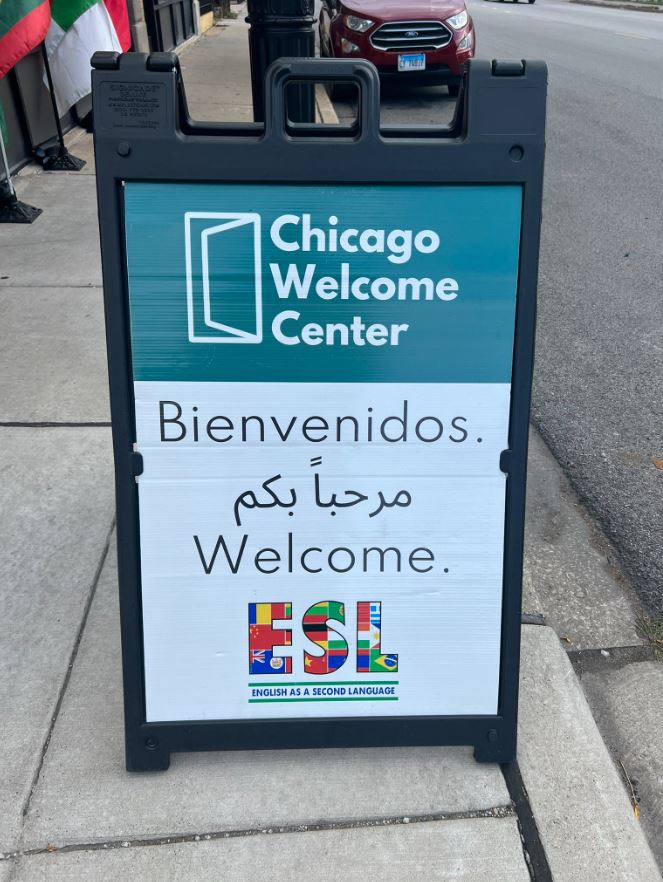 Chicago
Welcome
Center
Bienvenidos.
مرحباً بكم
Welcome.
ESL
ENGLISH AS A SECOND LANGUAGE